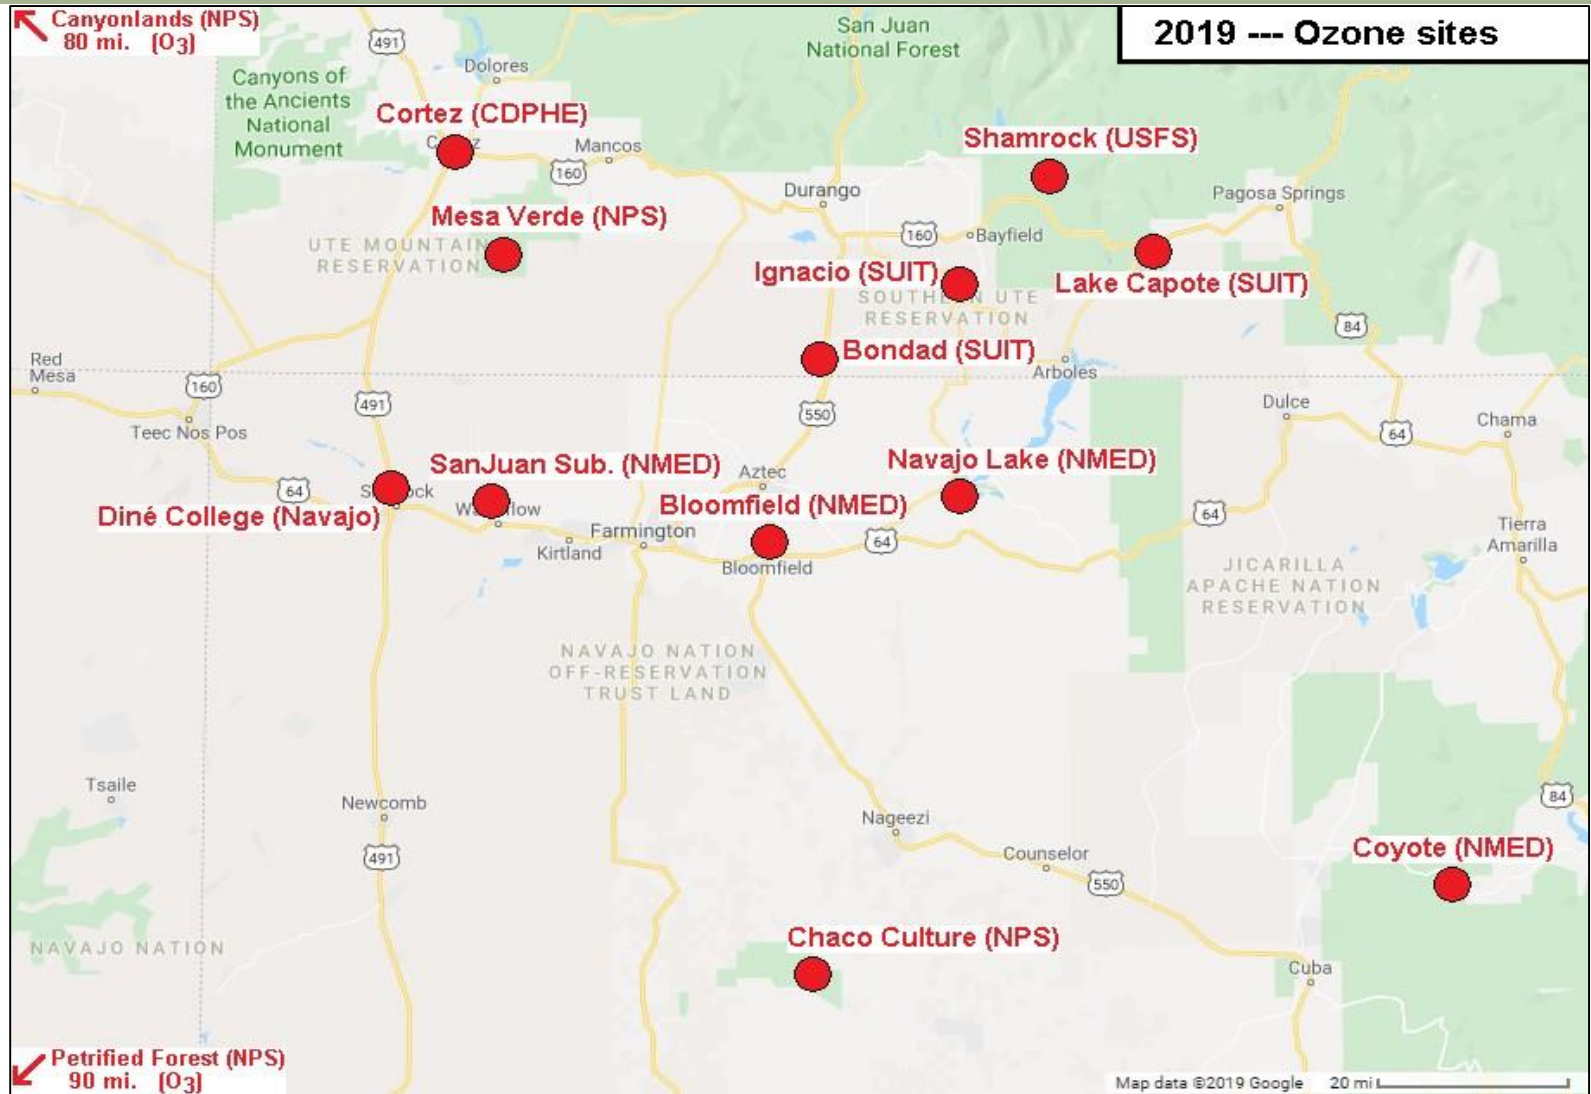 Canyonlands (NPS)
80 mi. (O3)
2019 --- Ozone sites
San Juan
National Forest
491
Dolores
Canyons of
the Ancients
National
Monument
Cortez (CDPHE)
Mancos
160
Shamrock (USFS)
Durango
Pagosa Springs
Mesa Verde (NPS)
160
Bayfield
UTE MOUNTAIN
RESERVATION
Ignacio (SUIT)
Lake Capote (SUIT)
SOUTHERN UTE
RESERVATION
84
Bondad (SUIT)
Red
Mesa
Arboles
160
491
550
Dulce
Chama
64
Teec Nos Pos
SanJuan Sub. (NMED)
Aztec
Navajo Lake (NMED)
64
Bloomfield (NMED)
64
Diné College (Navajo)
Farmington
Kirtland
64
Bloomfield
Tierra
Amarilla
JICARILLA
APACHE NATION
RESERVATION
NAVAJO NATION
OFF-RESERVATION
TRUST LAND
Tsaile
Newcomb
84
Nageezi
491
Counselor
550
Coyote (NMED)
NAVAJO NATION
Chaco Culture (NPS)
Cuba
Petrified Forest (NPS)
90 mi. (O3)
Map data ©2019 Google 20 mi